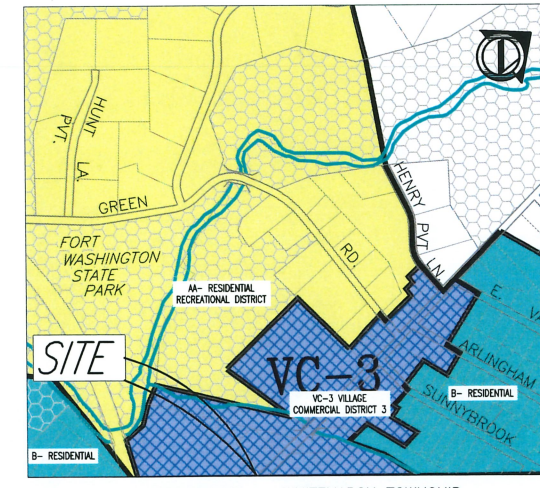 HUNT
PVT.
LA.
GREEN
RD.
HENRY PVT LN.
FORT
WASHINGTON
STATE
PARK
AA- RESIDENTIAL
RECREATIONAL DISTRICT
SITE
VC-3
VC-3 VILLAGE
COMMERCIAL DISTRICT 3
E. VA
ARLINGHAM
SUNNYBROOK
B- RESIDENTIAL
B- RESIDENTIAL